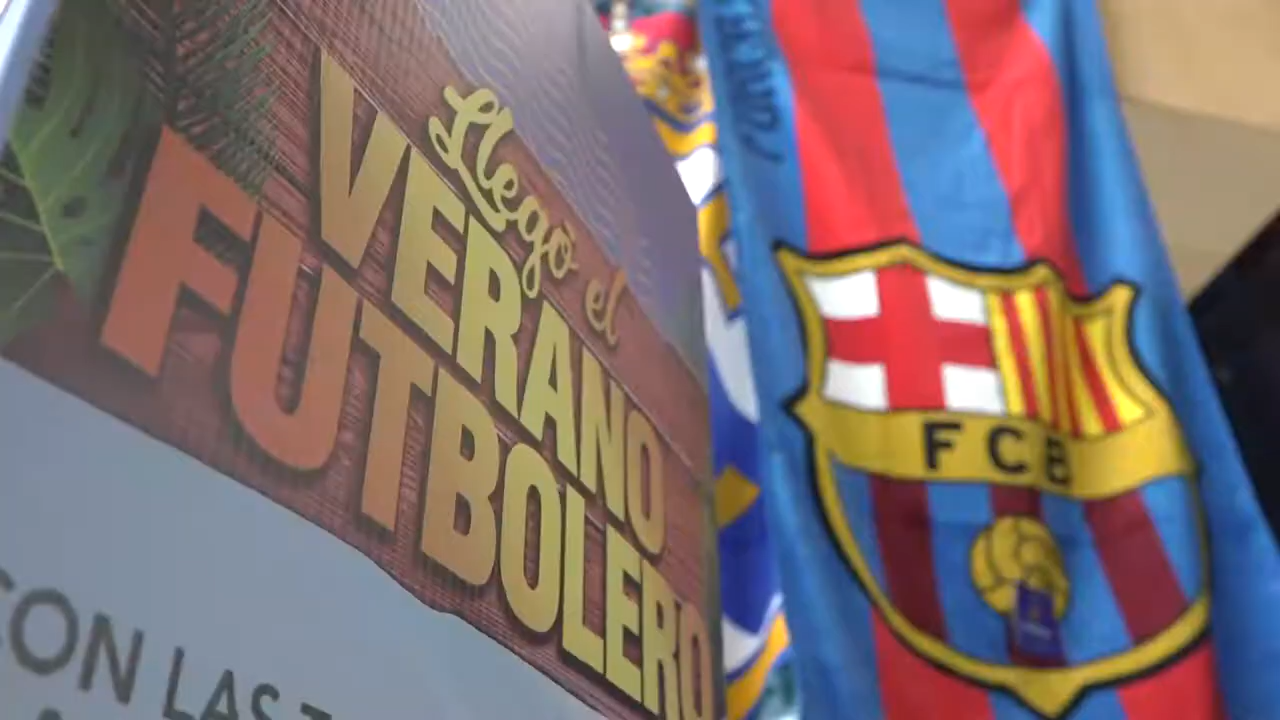 Llegó el
VERANO
FUTBOLERO
CON LAS
FCB